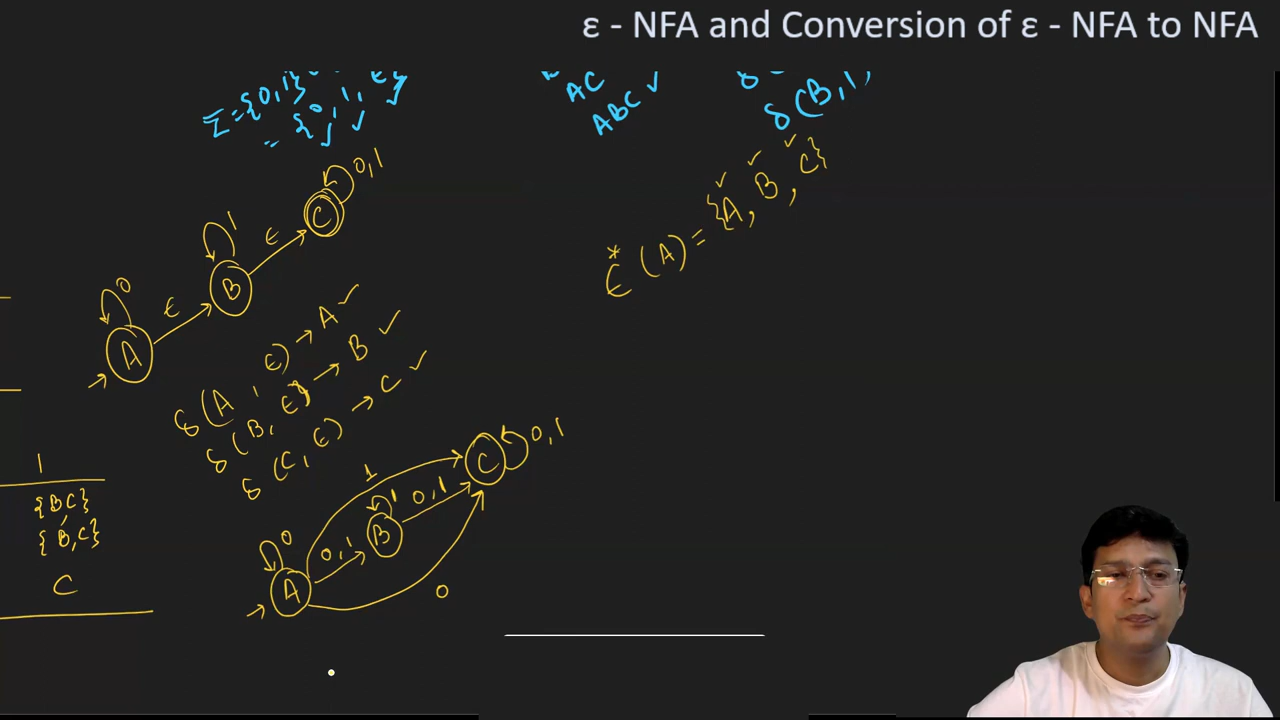 ε - NFA and Conversion of ε - NFA to NFA
Σ = {0,1}
= {0, 1, ε}
AC
ABC ✓
δ(B,1)
ε* (A) = {A, B, C}
✓ ✓ ✓
0,1
C
ε
1
B
ε
0
A
δ(A, ε) → A ✓
δ(B, ε) → B ✓
δ(C, ε) → C ✓
1
{BC}
{B,C}
C
0,1
C
1
0,1
1
B
0,1
0
A
0